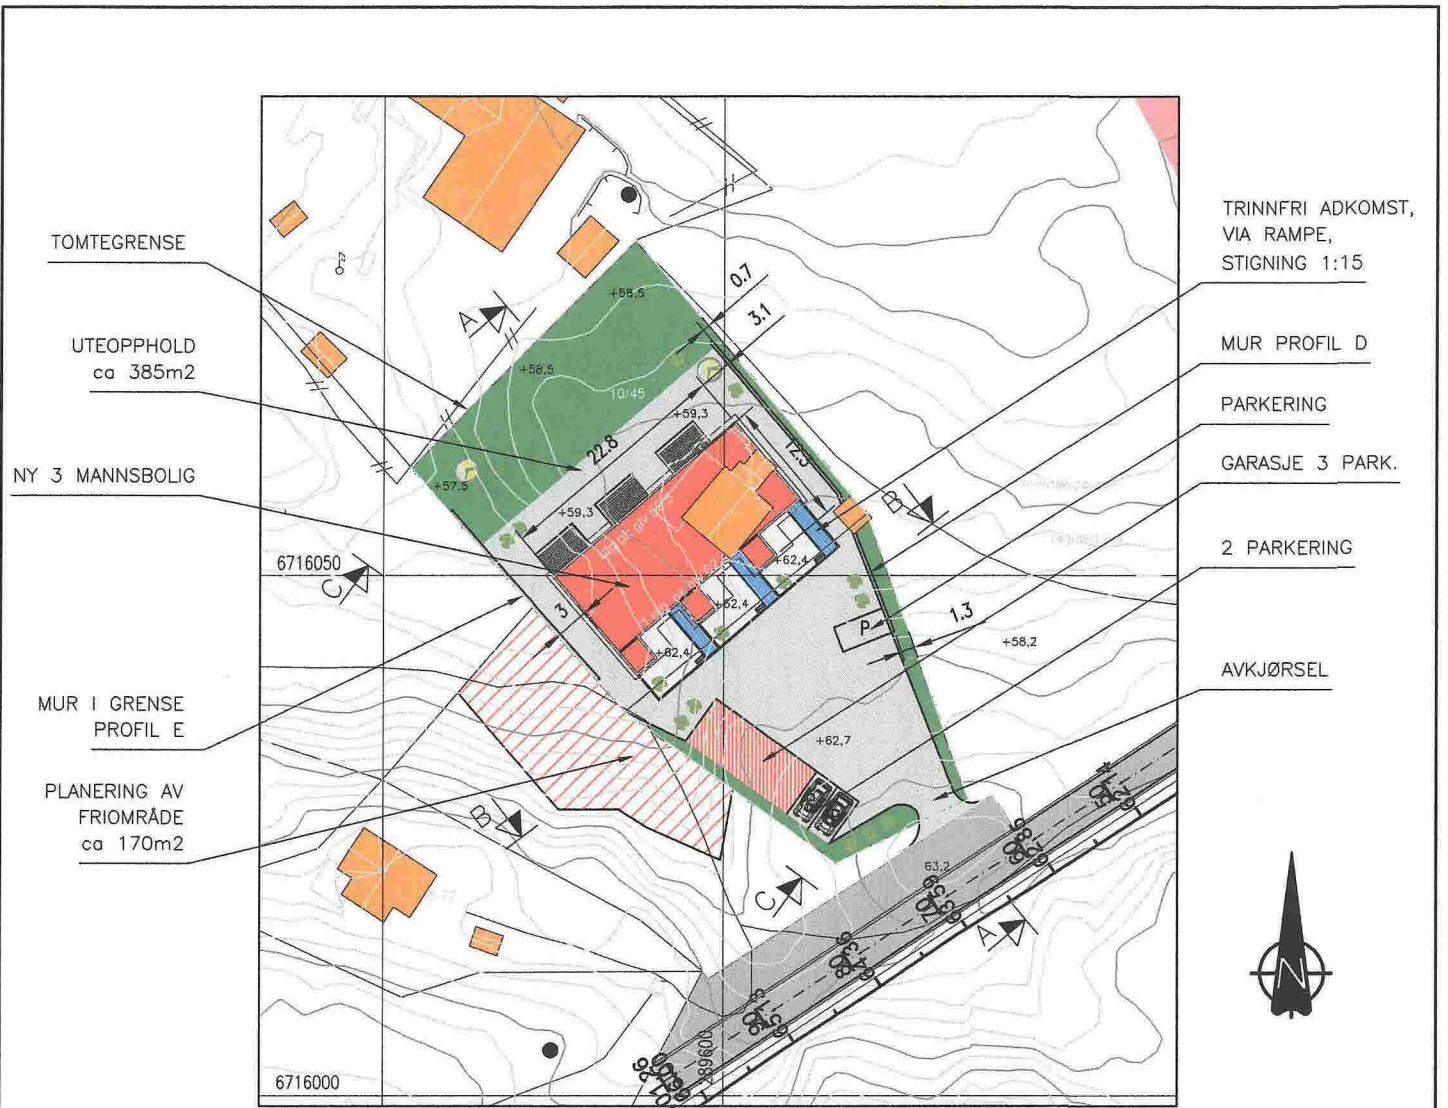 TOMTEGRENSE
UTEOPPHOLD
ca 385m2
NY 3 MANNSBOLIG
MUR I GRENSE
PROFIL E
PLANERING AV
FRIOMRÅDE
ca 170m2
TRINNFRI ADKOMST,
VIA RAMPE,
STIGNING 1:15
MUR PROFIL D
PARKERING
GARASJE 3 PARK.
2 PARKERING
AVKJØRSEL
+58,5
0.7
3.1
A
+58,5
10/45
+59,3
22.8
12.3
+57.5
+59,3
B
6716050
C
+62,4
3
+62,4
P
1.3
+58,2
+62,4
+62,7
B
63,2
C
A
N
6716000